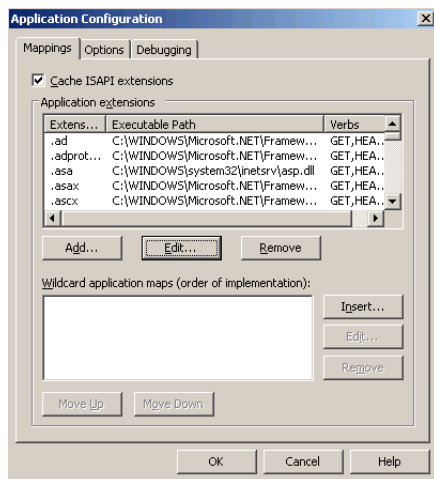 Application Configuration
Mappings Options Debugging
Cache ISAPI extensions
Application extensions
Extens... Executable Path Verbs
.ad C:\WINDOWS\Microsoft.NET\Framew... GET,HEA...
.adprot... C:\WINDOWS\Microsoft.NET\Framew... GET,HEA...
.asa C:\WINDOWS\system32\inetsrv\asp.dll GET,HEA...
.asax C:\WINDOWS\Microsoft.NET\Framew... GET,HEA...
.ascx C:\WINDOWS\Microsoft.NET\Framew... GET,HEA...
Add... Edit... Remove
Wildcard application maps (order of implementation):
Insert...
Edit...
Remove
Move Up Move Down
OK Cancel Help